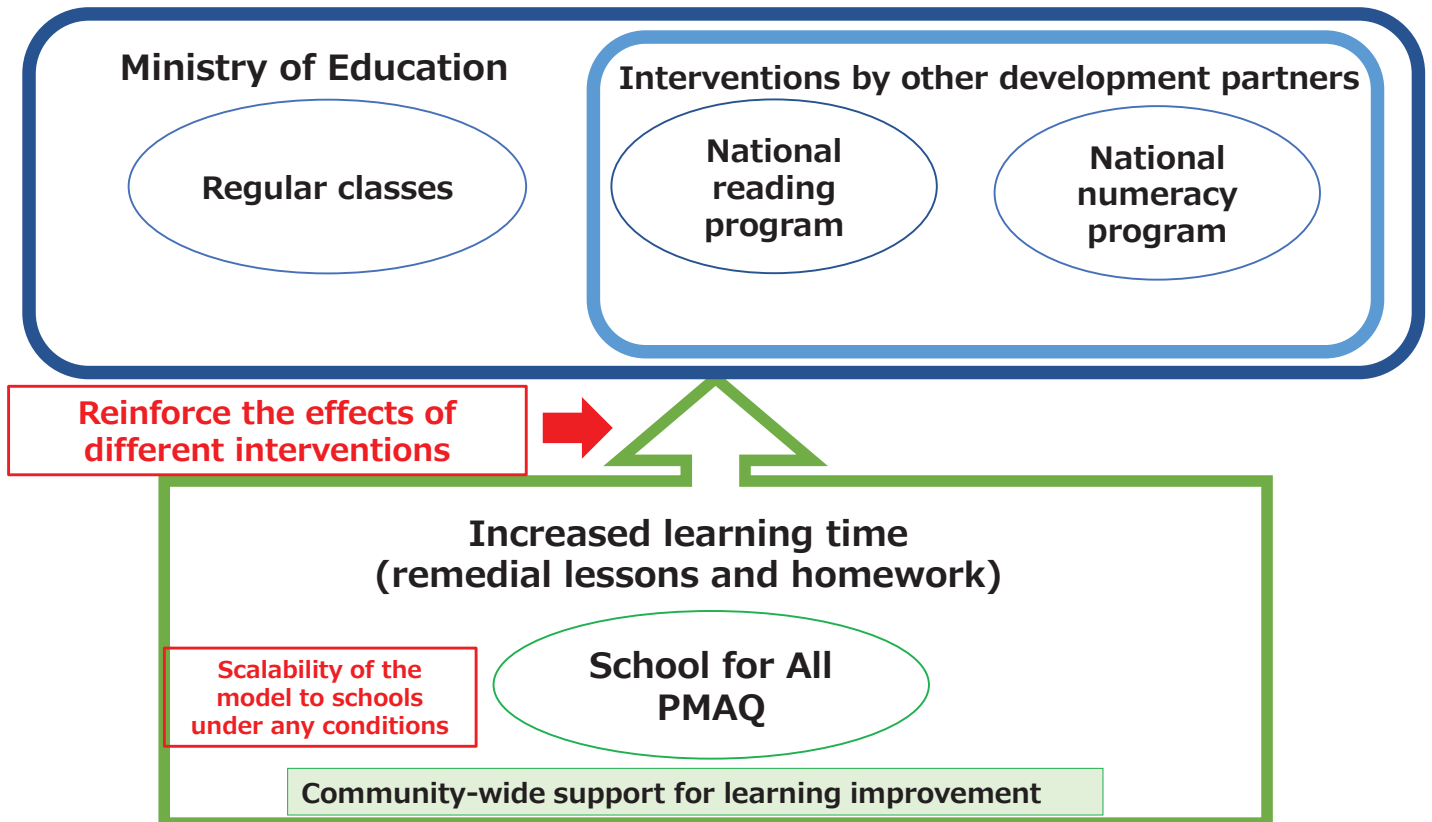 Ministry of Education
Interventions by other development partners
Regular classes
National
reading
program
National
numeracy
program
Reinforce the effects of
different interventions
Increased learning time
(remedial lessons and homework)
Scalability of the
model to schools
under any conditions
School for All
PMAQ
Community-wide support for learning improvement